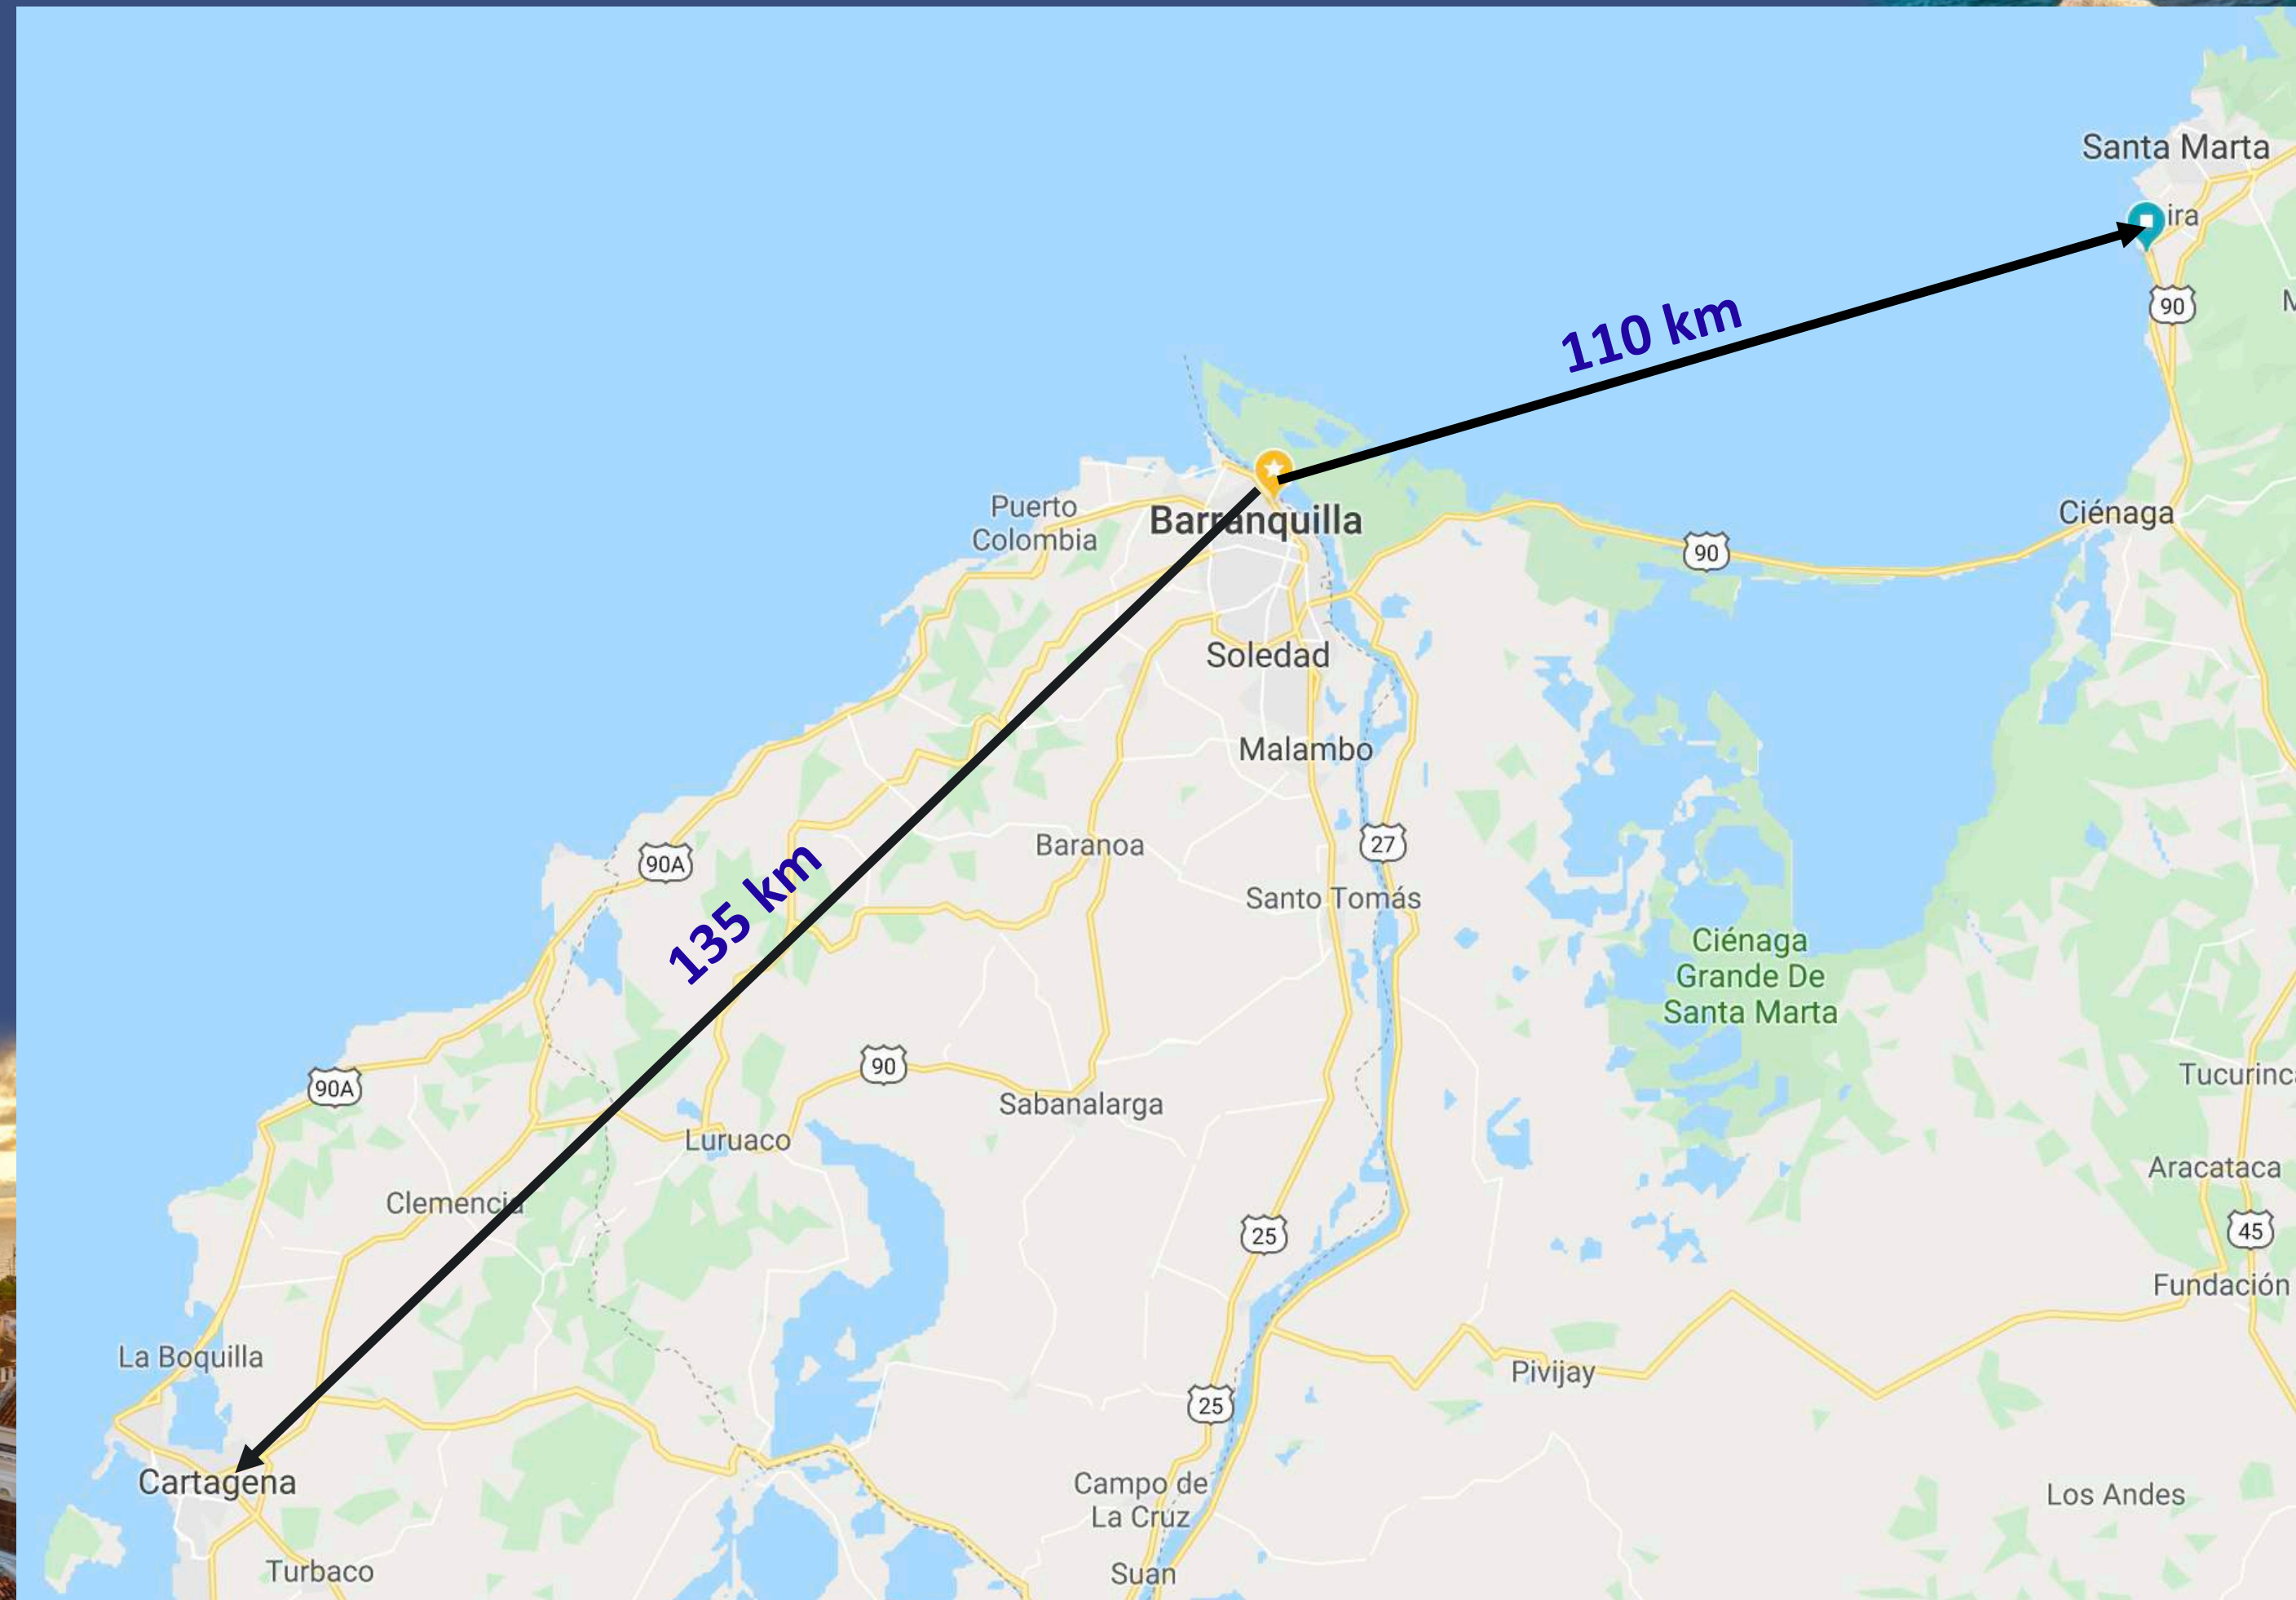 Santa Marta
ira
90
110 km
Puerto
Colombia
Barranquilla
Ciénaga
90
Soledad
Malambo
90A
Baranoa
27
135 km
Santo Tomás
Ciénaga
Grande De
Santa Marta
90A
90
Sabanalarga
Tucurinc
Luruaco
Aracataca
Clemencia
25
45
Fundación
La Boquilla
Pivijay
25
Cartagena
Campo de
La Cruz
Los Andes
Turbaco
Suan